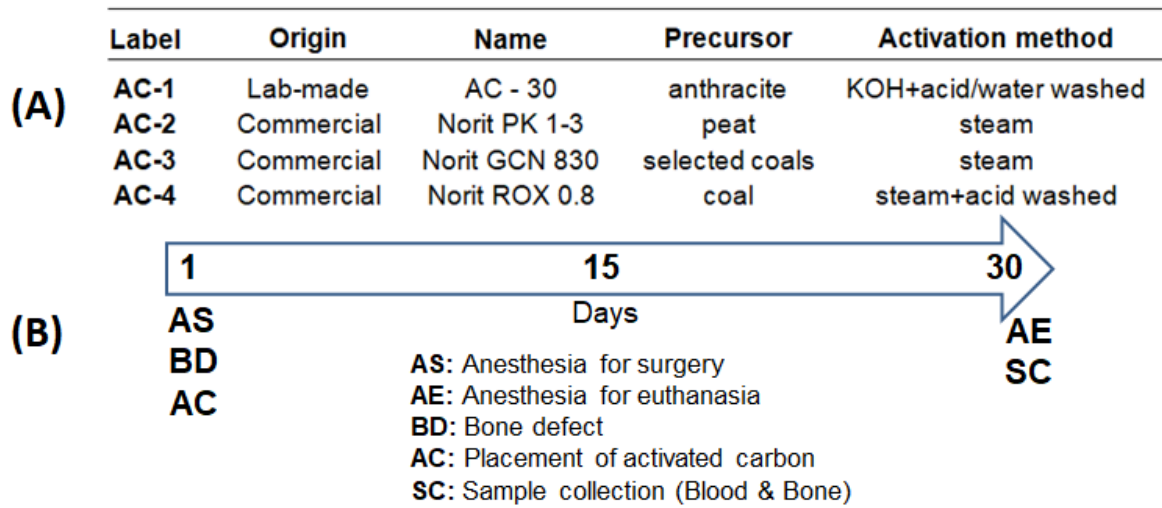 (A)
Label Origin Name Precursor Activation method
AC-1 Lab-made AC - 30 anthracite KOH+acid/water washed
AC-2 Commercial Norit PK 1-3 peat steam
AC-3 Commercial Norit GCN 830 selected coals steam
AC-4 Commercial Norit ROX 0.8 coal steam+acid washed
(B)
1 15 30
Days
AS
BD
AC
AE
SC
AS: Anesthesia for surgery
AE: Anesthesia for euthanasia
BD: Bone defect
AC: Placement of activated carbon
SC: Sample collection (Blood & Bone)